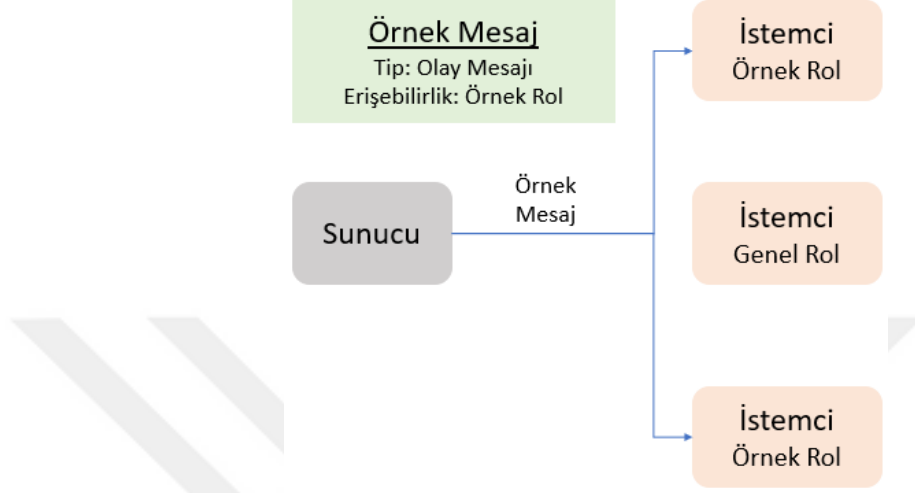 Örnek Mesaj
Tip: Olay Mesajı
Erişebilirlik: Örnek Rol
İstemci
Örnek Rol
Sunucu
Örnek
Mesaj
İstemci
Genel Rol
İstemci
Örnek Rol